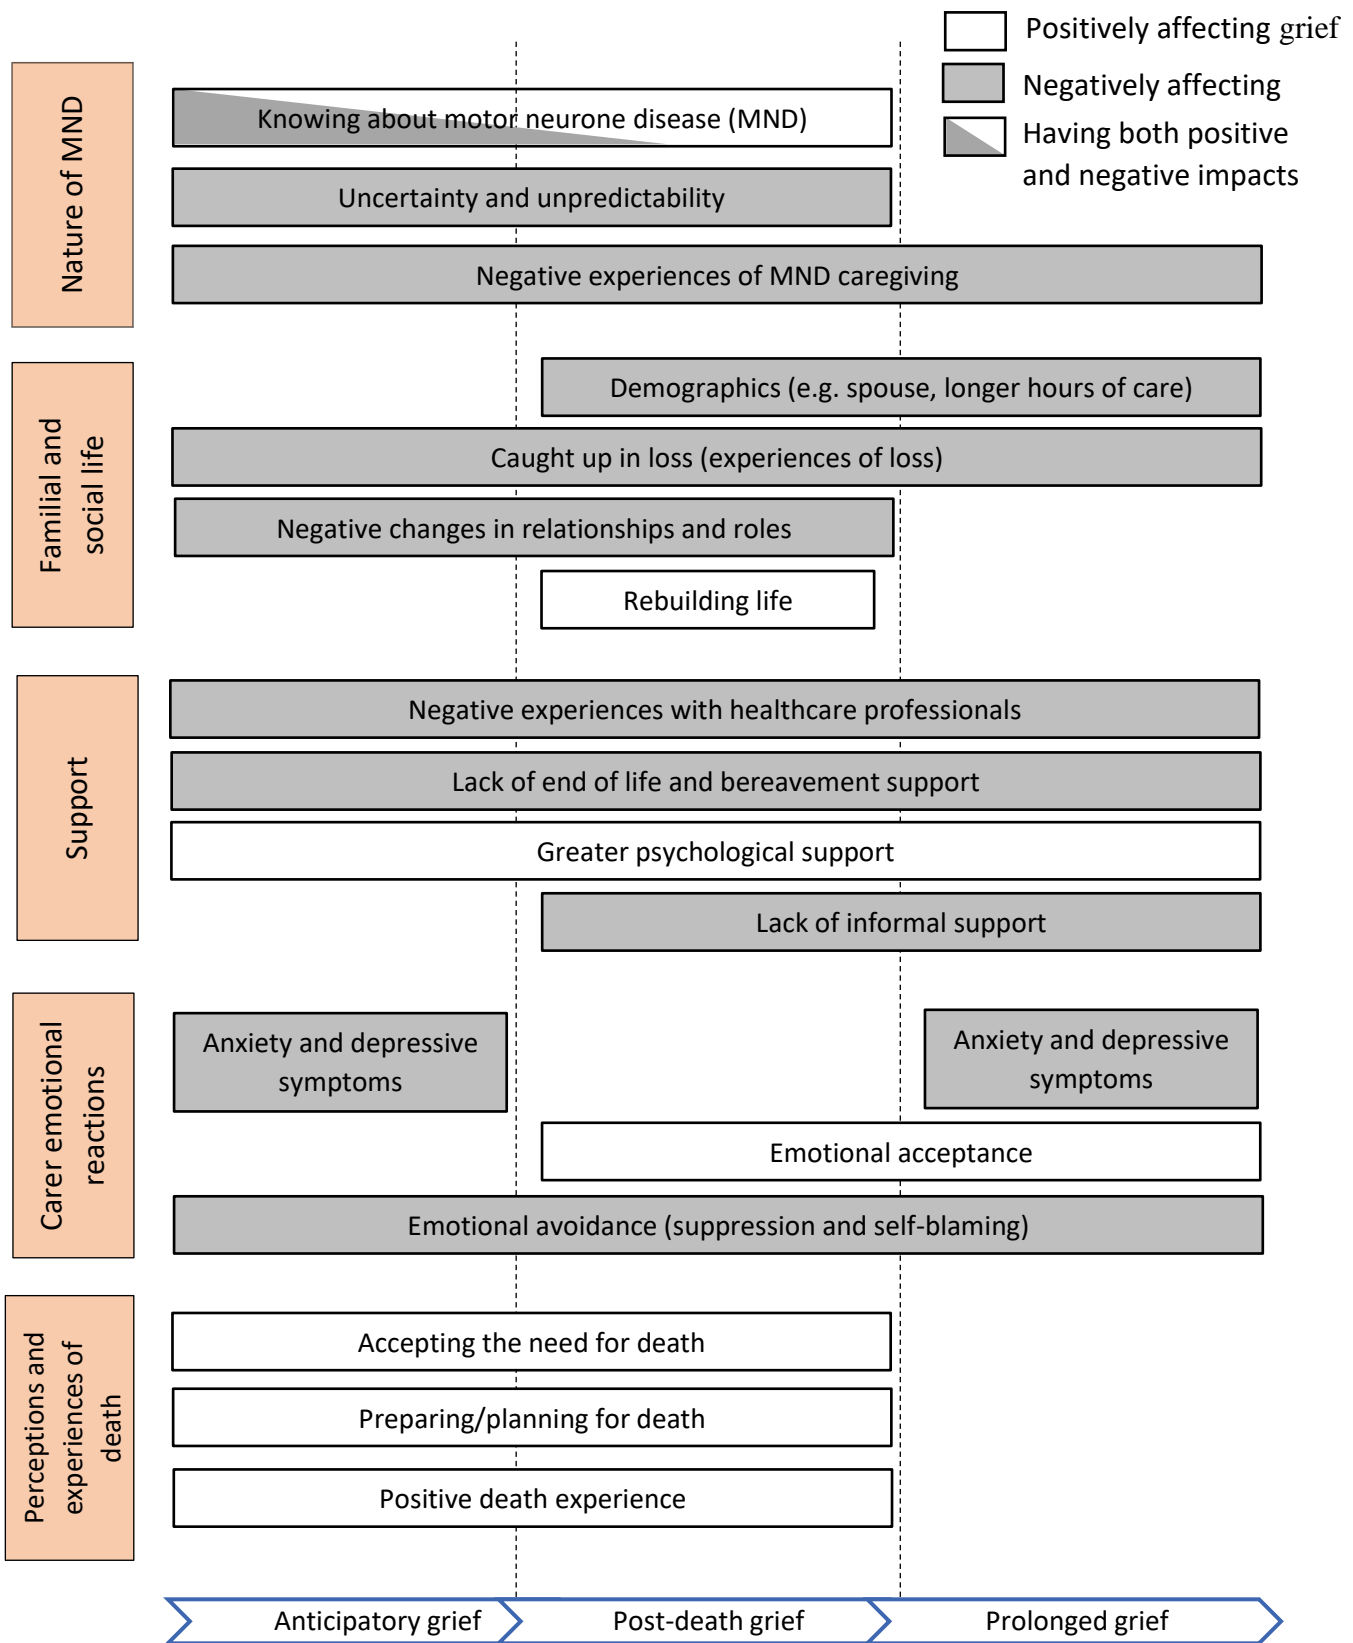 Positively affecting grief
Negatively affecting
Having both positive
and negative impacts
Nature of MND
Knowing about motor neurone disease (MND)
Uncertainty and unpredictability
Negative experiences of MND caregiving
Familial and
social life
Demographics (e.g. spouse, longer hours of care)
Caught up in loss (experiences of loss)
Negative changes in relationships and roles
Rebuilding life
Support
Negative experiences with healthcare professionals
Lack of end of life and bereavement support
Greater psychological support
Lack of informal support
Carer emotional
reactions
Anxiety and depressive
symptoms
Anxiety and depressive
symptoms
Emotional acceptance
Emotional avoidance (suppression and self-blaming)
Perceptions and
experiences of
death
Accepting the need for death
Preparing/planning for death
Positive death experience
Anticipatory grief
Post-death grief
Prolonged grief